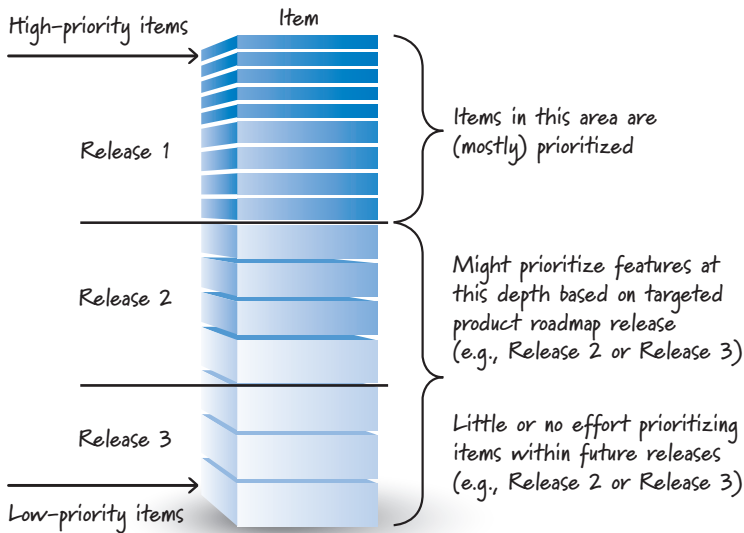 High-priority items
Item
Release 1
Items in this area are
(mostly) prioritized
Release 2
Might prioritize features at
this depth based on targeted
product roadmap release
(e.g., Release 2 or Release 3)
Release 3
Little or no effort prioritizing
items within future releases
(e.g., Release 2 or Release 3)
Low-priority items